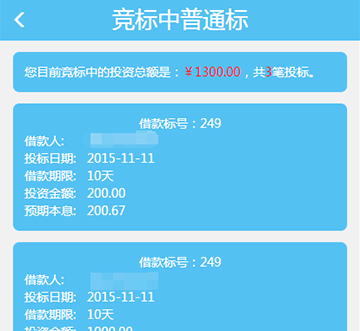 竞标中普通标
您目前竞标中的投资总额是：￥1300.00，共3笔投标。
借款标号：249
借款人：
投标日期：2015-11-11
借款期限：10天
投资金额：200.00
预期本息：200.67
借款标号：249
借款人：
投标日期：2015-11-11
借款期限：10天
投资金额：1000.00